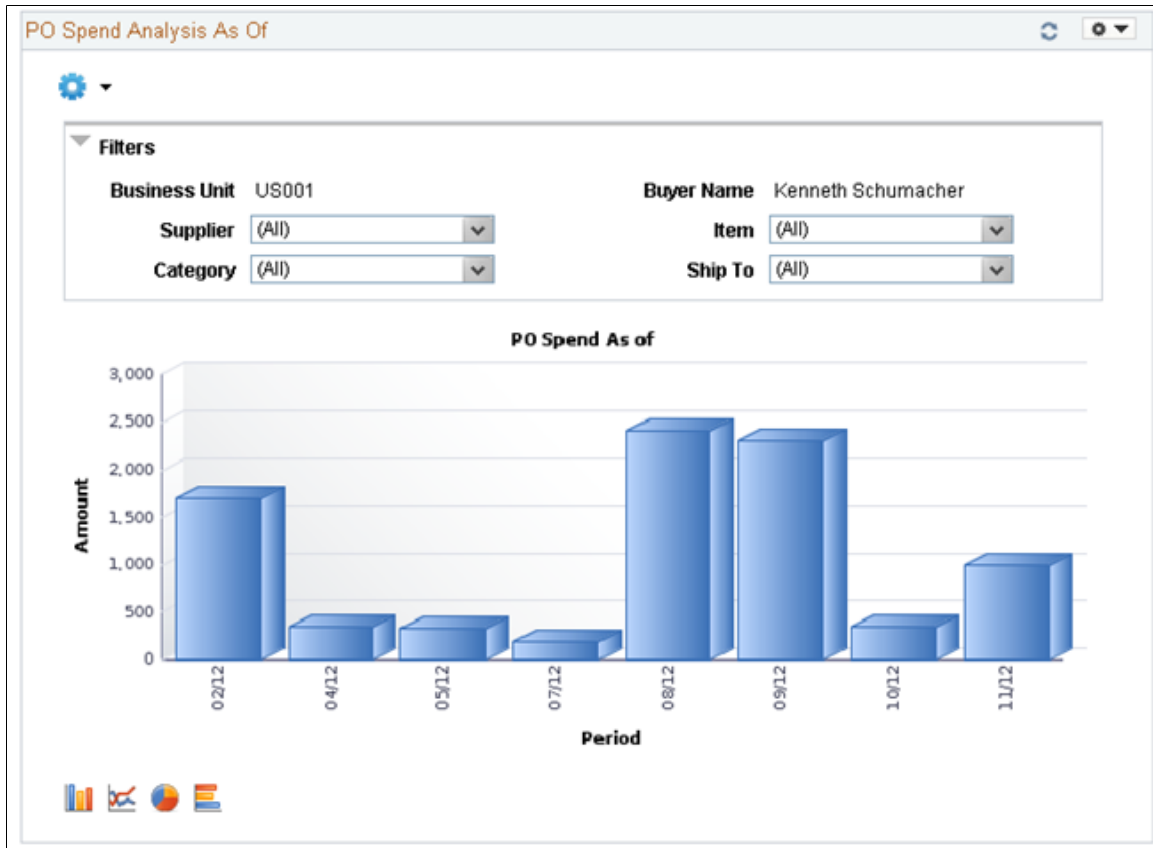 PO Spend Analysis As Of
Filters
Business Unit US001 Buyer Name Kenneth Schumacher
Supplier (All) Item (All)
Category (All) Ship To (All)
PO Spend As of
3,000
2,500
2,000
1,500
1,000
500
0
Amount
02/12 04/12 05/12 07/12 08/12 09/12 10/12 11/12
Period